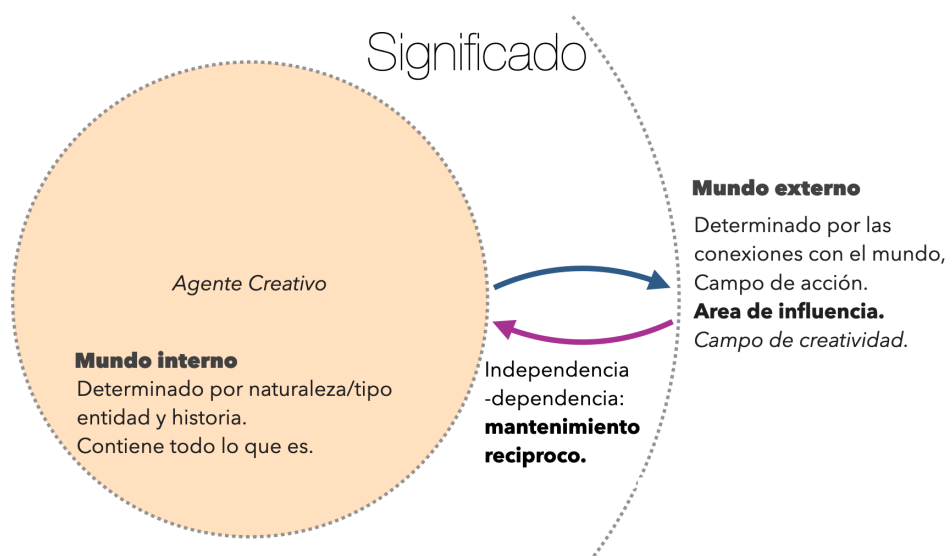 Significado
Mundo externo
Determinado por las
conexiones con el mundo,
Campo de acción.
Area de influencia.
Campo de creatividad.
Agente Creativo
Mundo interno
Determinado por naturaleza/tipo
entidad y historia.
Contiene todo lo que es.
Independencia
-dependencia:
mantenimiento
reciproco.